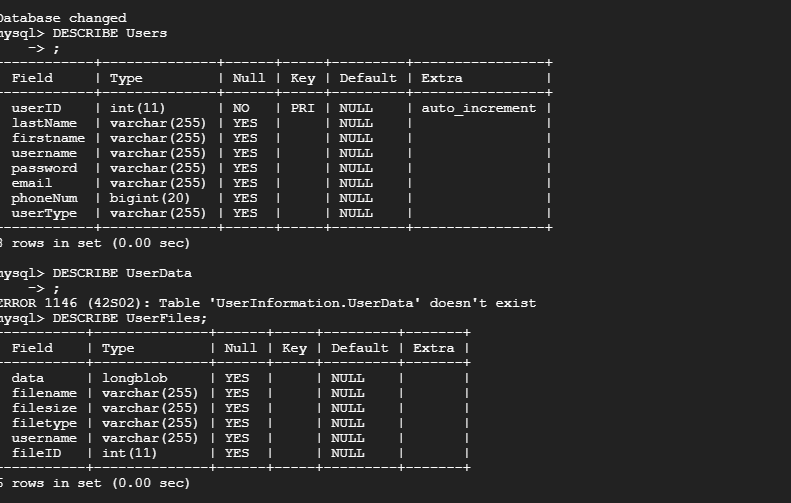 Database changed
mysql> DESCRIBE Users
    -> ;
-----------+--------------+------+-----+---------+----------------+
 Field     | Type         | Null | Key | Default | Extra          |
-----------+--------------+------+-----+---------+----------------+
 userID    | int(11)      | NO   | PRI | NULL    | auto_increment |
 lastName  | varchar(255) | YES  |     | NULL    |                |
 firstname | varchar(255) | YES  |     | NULL    |                |
 username  | varchar(255) | YES  |     | NULL    |                |
 password  | varchar(255) | YES  |     | NULL    |                |
 email     | varchar(255) | YES  |     | NULL    |                |
 phoneNum  | bigint(20)   | YES  |     | NULL    |                |
 userType  | varchar(255) | YES  |     | NULL    |                |
-----------+--------------+------+-----+---------+----------------+
8 rows in set (0.00 sec)
mysql> DESCRIBE UserData
    -> ;
ERROR 1146 (42S02): Table 'UserInformation.UserData' doesn't exist
mysql> DESCRIBE UserFiles;
----------+--------------+------+-----+---------+-------+
 Field    | Type         | Null | Key | Default | Extra |
----------+--------------+------+-----+---------+-------+
 data     | longblob     | YES  |     | NULL    |       |
 filename | varchar(255) | YES  |     | NULL    |       |
 filesize | varchar(255) | YES  |     | NULL    |       |
 filetype | varchar(255) | YES  |     | NULL    |       |
 username | varchar(255) | YES  |     | NULL    |       |
 fileID   | int(11)      | YES  |     | NULL    |       |
----------+--------------+------+-----+---------+-------+
6 rows in set (0.00 sec)